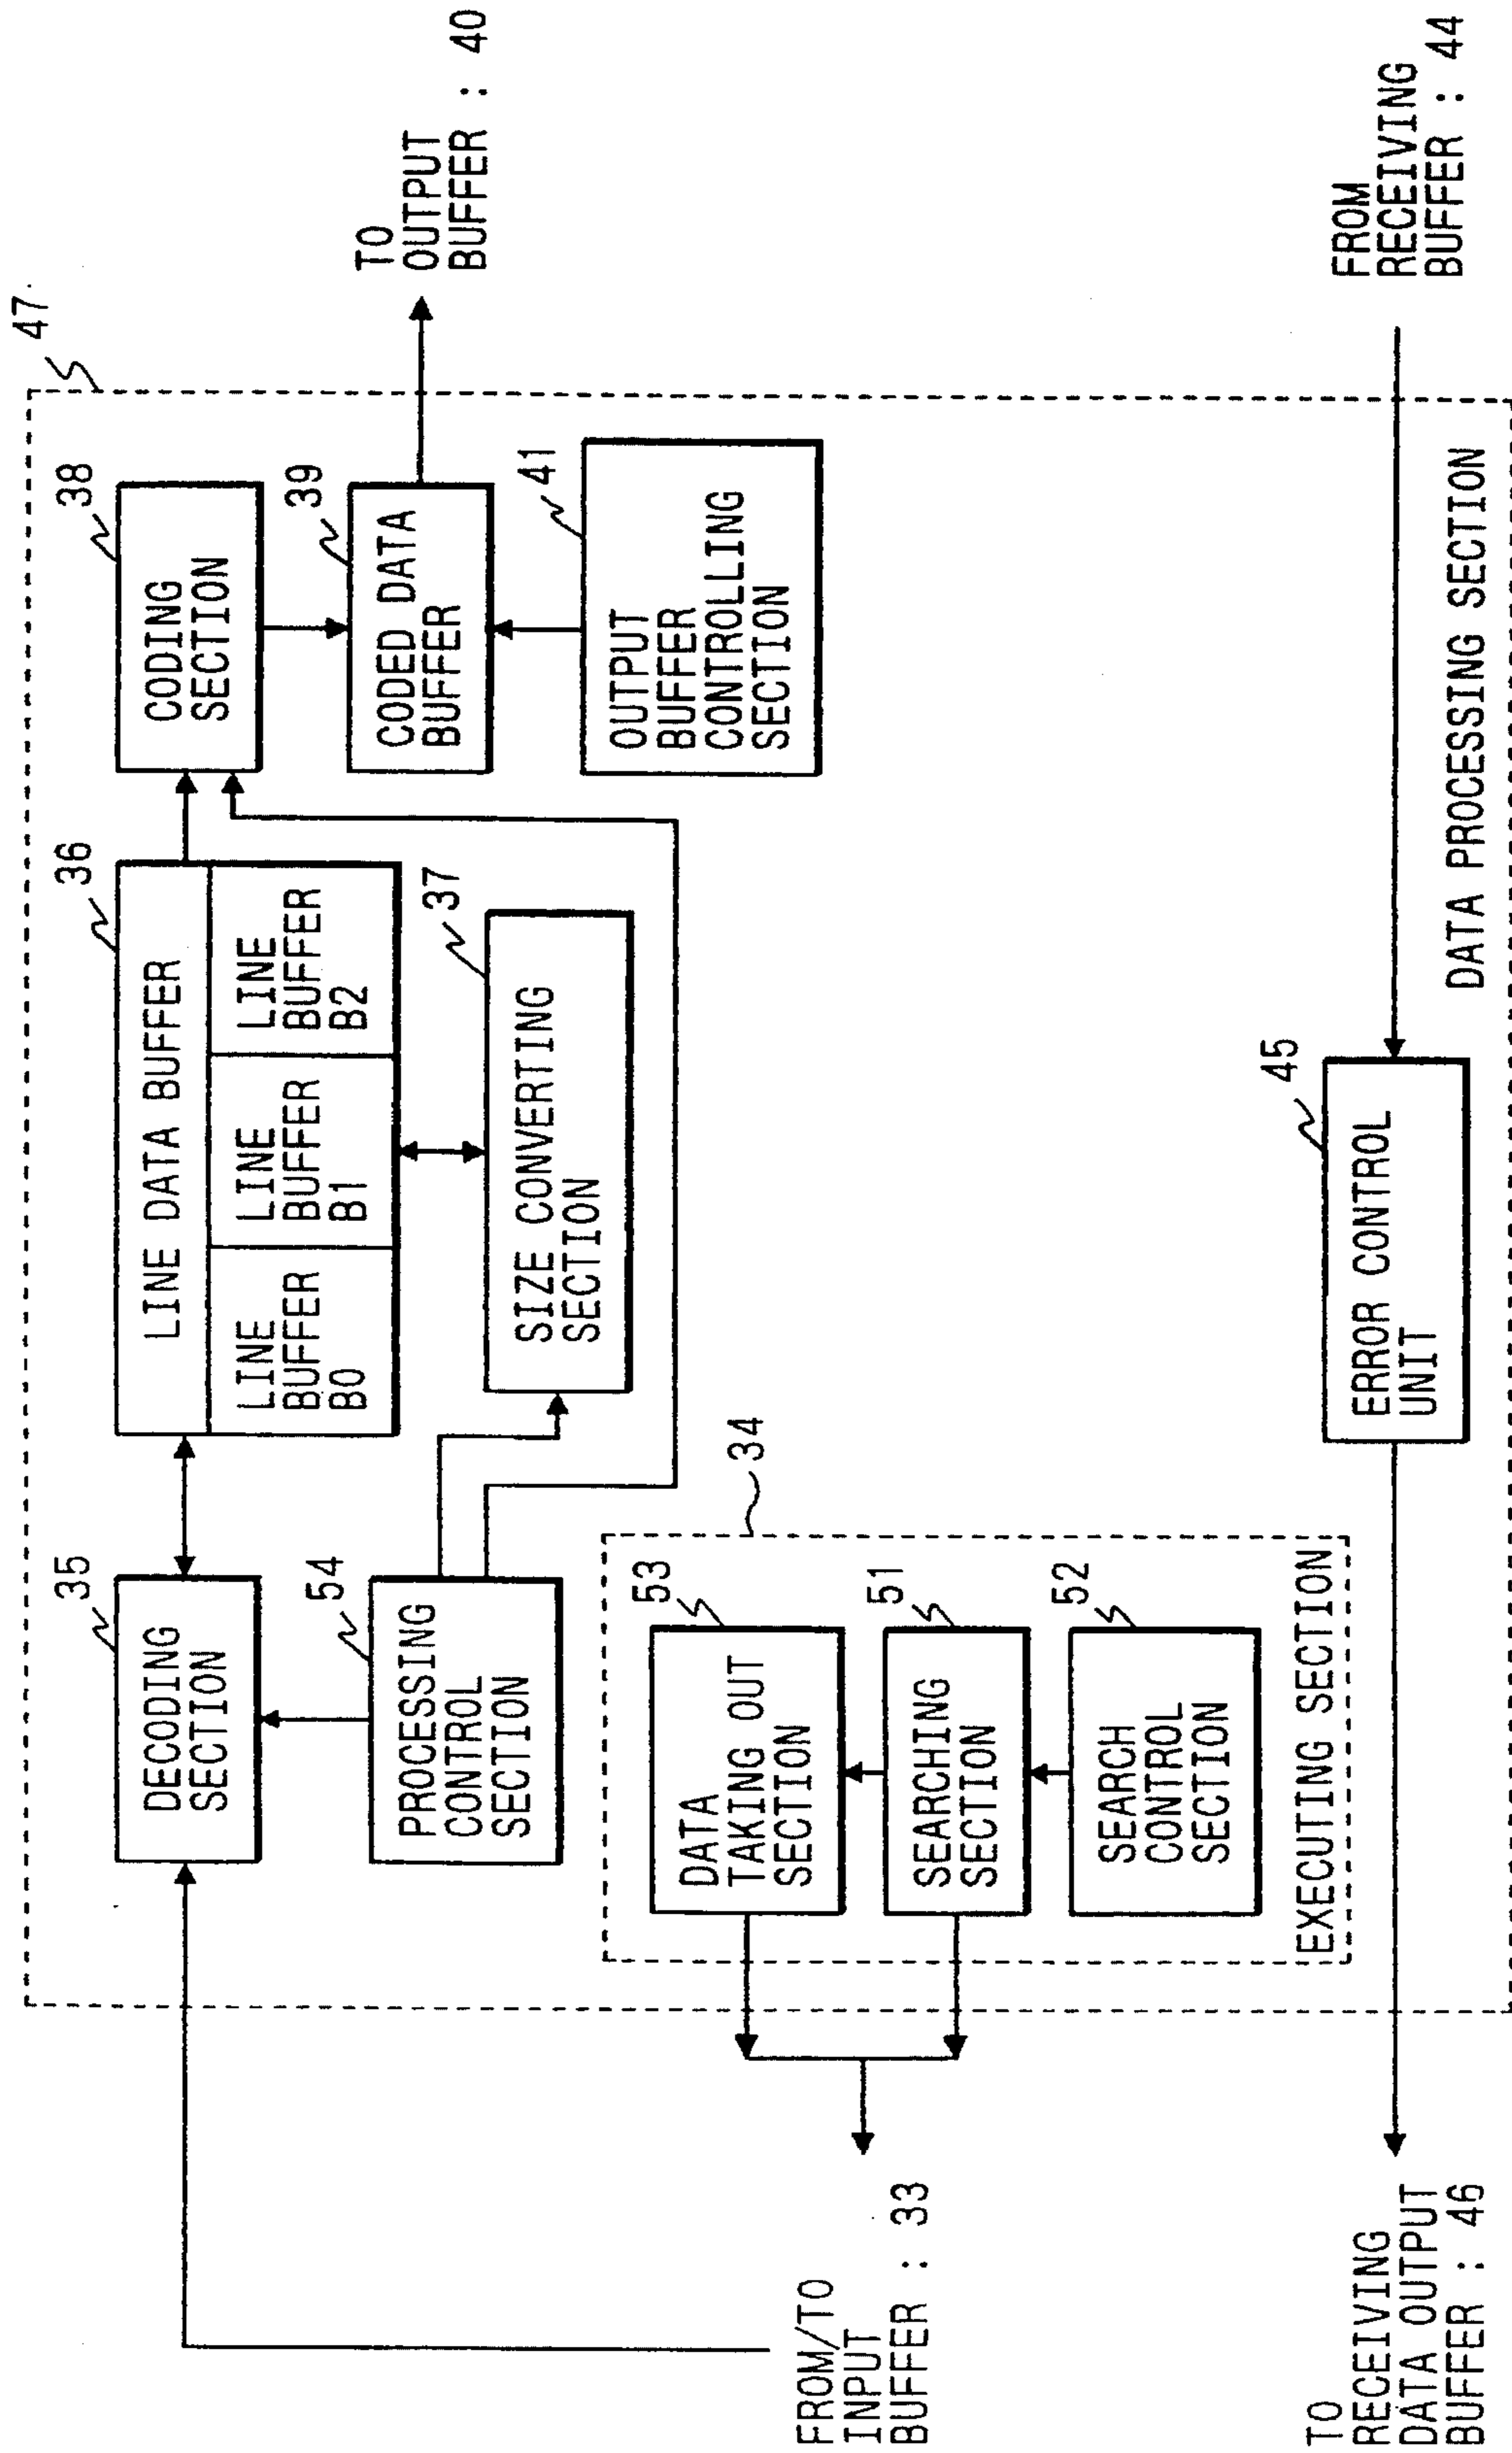 47
35
DECODING
SECTION
36
LINE DATA BUFFER
LINE
BUFFER
B0
LINE
BUFFER
B1
LINE
BUFFER
B2
38
CODING
SECTION
54
PROCESSING
CONTROL
SECTION
37
SIZE CONVERTING
SECTION
39
CODED DATA
BUFFER
TO
OUTPUT
BUFFER : 40
41
OUTPUT
BUFFER
CONTROLLING
SECTION
34
53
DATA
TAKING OUT
SECTION
51
SEARCHING
SECTION
52
SEARCH
CONTROL
SECTION
EXECUTING SECTION
FROM/TO
INPUT
BUFFER : 33
45
ERROR CONTROL
UNIT
FROM
RECEIVING
BUFFER : 44
TO
RECEIVING
DATA OUTPUT
BUFFER : 46
DATA PROCESSING SECTION